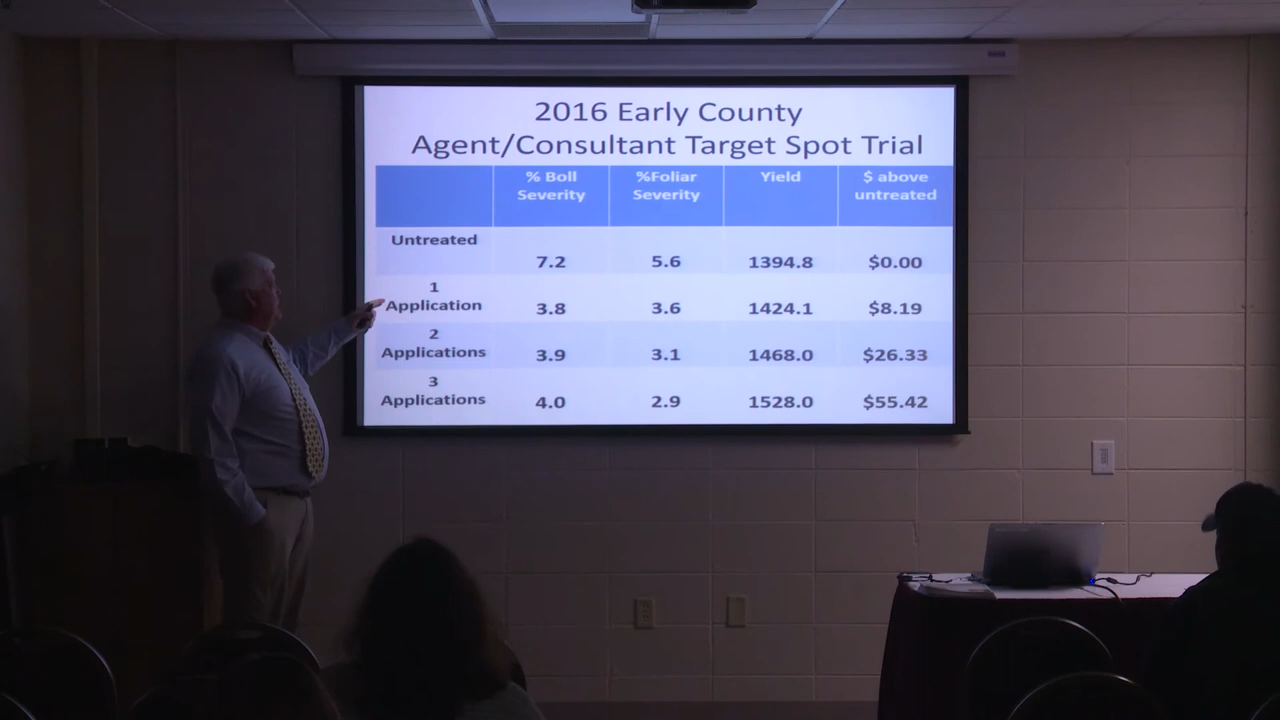 2016 Early County
Agent/Consultant Target Spot Trial
% Boll Severity %Foliar Severity Yield $ above untreated
Untreated 7.2 5.6 1394.8 $0.00
1 Application 3.8 3.6 1424.1 $8.19
2 Applications 3.9 3.1 1468.0 $26.33
3 Applications 4.0 2.9 1528.0 $55.42